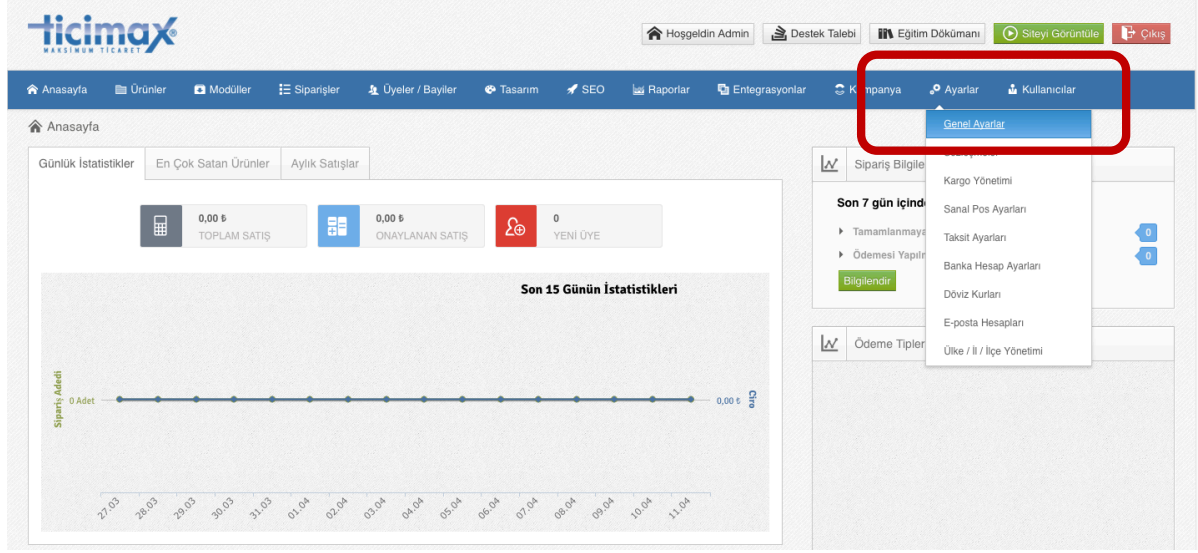 ticimax®
MAKSİMUM TİCARET
Hoşgeldin Admin
Destek Talebi
Eğitim Dökümanı
Siteyi Görüntüle
Çıkış
Anasayfa
Ürünler
Modüller
Siparişler
Üyeler / Bayiler
Tasarım
SEO
Raporlar
Entegrasyonlar
Ayarlar
Kullanıcılar
Anasayfa
Genel Ayarlar
Kargo Yönetimi
Sanal Pos Ayarları
Taksit Ayarları
Banka Hesap Ayarları
Döviz Kurları
E-posta Hesapları
Ülke / İl / İlçe Yönetimi
Günlük İstatistikler
En Çok Satan Ürünler
Aylık Satışlar
0,00 ₺
TOPLAM SATIŞ
0,00 ₺
ONAYLANAN SATIŞ
0
YENİ ÜYE
Son 15 Günün İstatistikleri
Sipariş Adedi
0 Adet
0,00 ₺
Ciro
27.03 28.03 29.03 30.03 31.03 01.04 02.04 03.04 04.04 05.04 06.04 07.04 08.04 09.04 10.04 11.04
Sipariş Bilgile
Son 7 gün içind
Tamamlanmaya
0
Ödemesi Yapılr
0
Bilgilendir
Ödeme Tipler